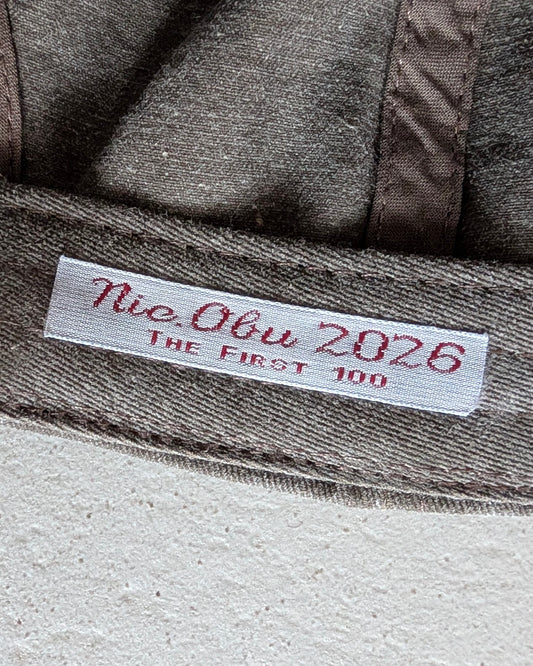 Nic.Obu 2026
THE FIRST 100